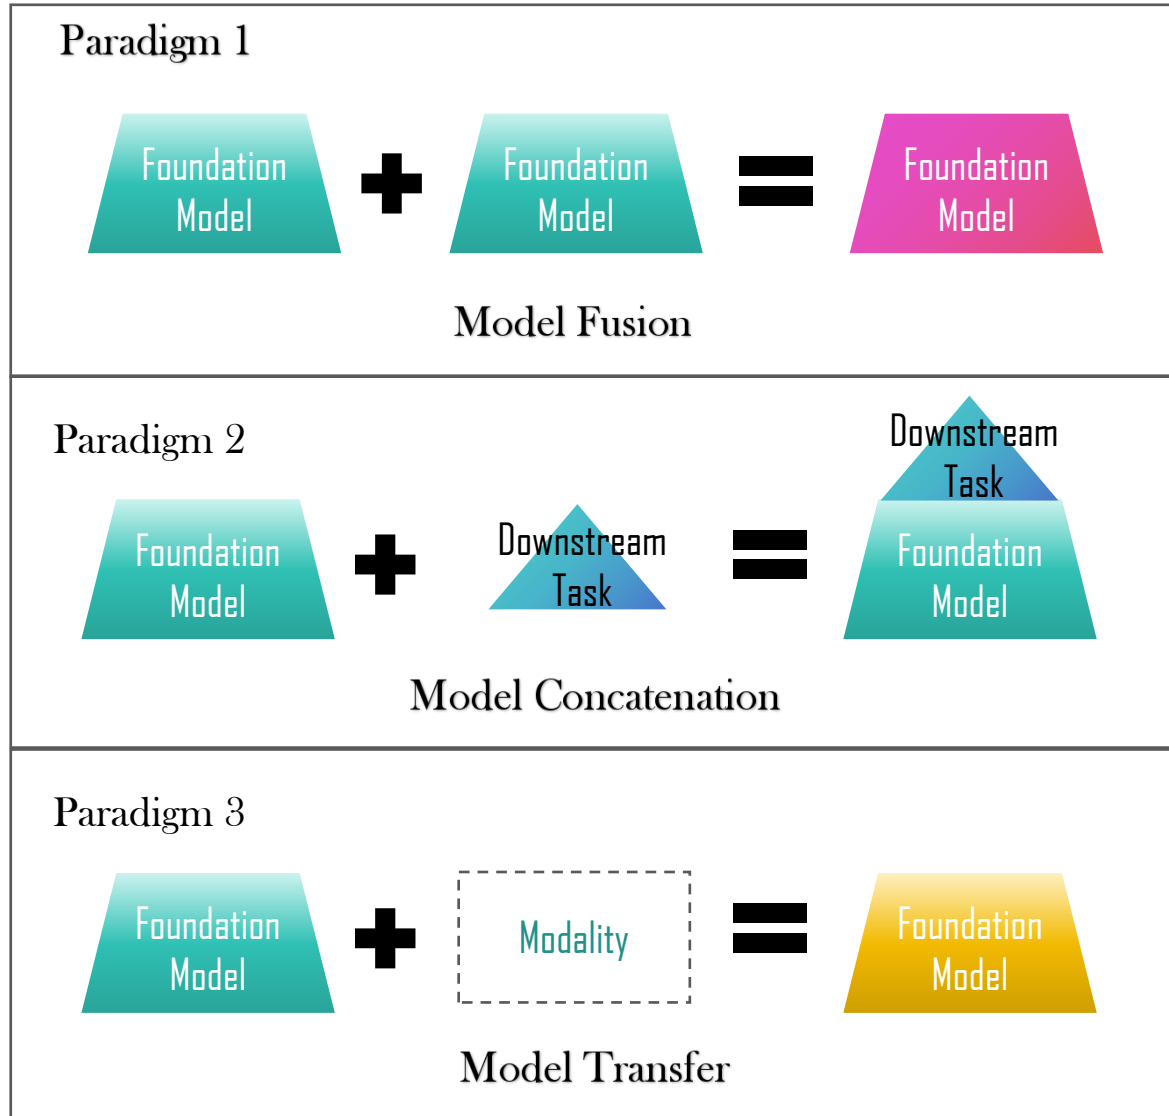 Paradigm 1
Foundation
Model
Foundation
Model
Foundation
Model
Model Fusion
Paradigm 2
Foundation
Model
Downstream
Task
Downstream
Task
Foundation
Model
Model Concatenation
Paradigm 3
Foundation
Model
Modality
Foundation
Model
Model Transfer